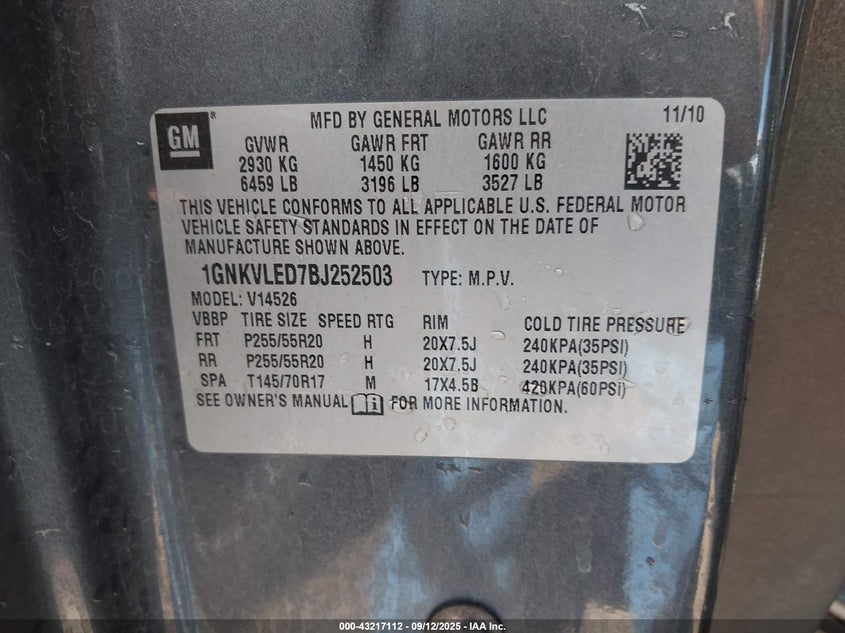 GM ® MFD BY GENERAL MOTORS LLC 11/10
GVWR GAWR FRT GAWR RR
2930 KG 1450 KG 1600 KG
6459 LB 3196 LB 3527 LB
THIS VEHICLE CONFORMS TO ALL APPLICABLE U.S. FEDERAL MOTOR
VEHICLE SAFETY STANDARDS IN EFFECT ON THE DATE OF
MANUFACTURE SHOWN ABOVE.
1GNKVLED7BJ252503 TYPE: M.P.V.
MODEL: V14526
VBBP TIRE SIZE SPEED RTG RIM COLD TIRE PRESSURE
FRT P255/55R20 H 20X7.5J 240KPA(35PSI)
RR P255/55R20 H 20X7.5J 240KPA(35PSI)
SPA T145/70R17 M 17X4.5B 420KPA(60PSI)
SEE OWNER'S MANUAL FOR MORE INFORMATION.
000-43217112 - 09/12/2025 - IAA Inc.